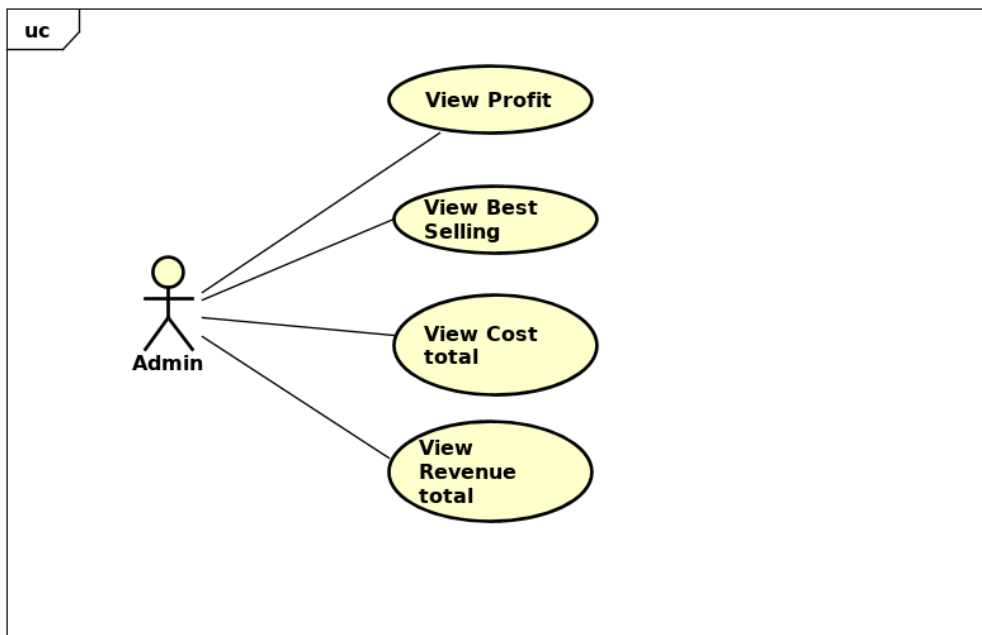 uc
View Profit
View Best
Selling
View Cost
total
Admin
View
Revenue
total